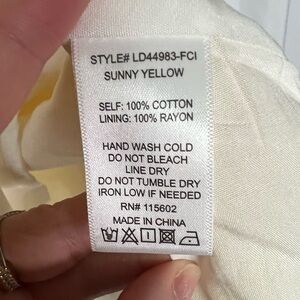 STYLE# LD44983-FCI
SUNNY YELLOW
SELF: 100% COTTON
LINING: 100% RAYON
HAND WASH COLD
DO NOT BLEACH
LINE DRY
DO NOT TUMBLE DRY
IRON LOW IF NEEDED
RN# 115602
MADE IN CHINA